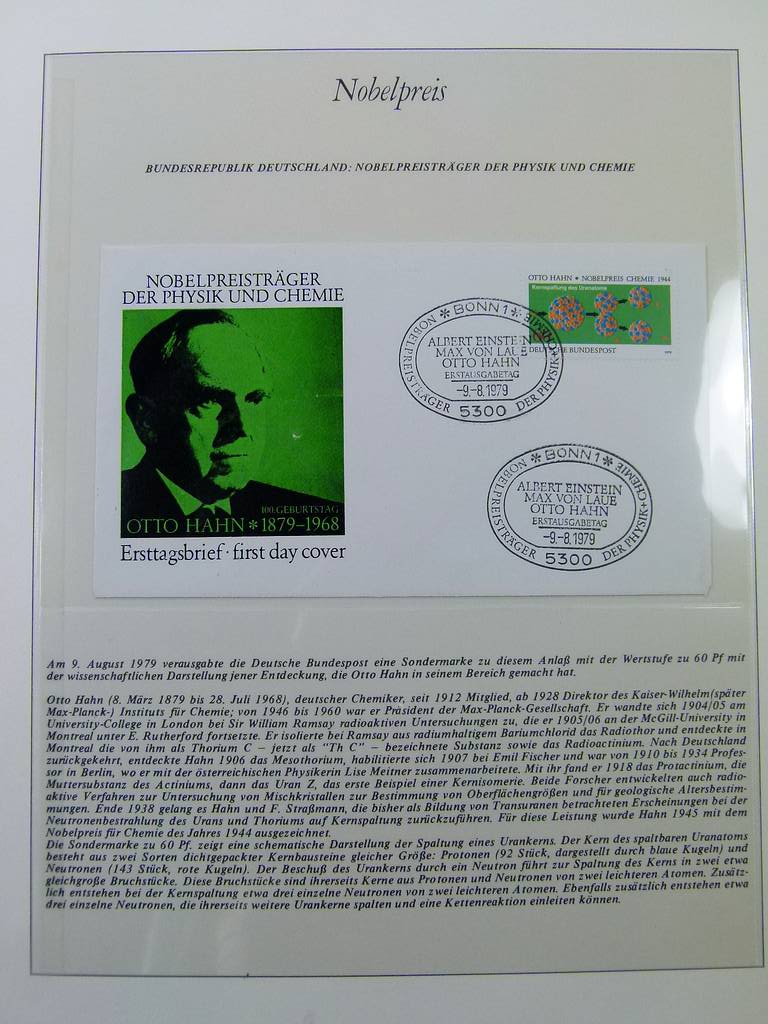 Nobelpreis
BUNDESREPUBLIK DEUTSCHLAND: NOBELPREISTRÄGER DER PHYSIK UND CHEMIE
NOBELPREISTRÄGER
DER PHYSIK UND CHEMIE
100. GEBURTSTAG
OTTO HAHN * 1879–1968
Ersttagsbrief · first day cover
OTTO HAHN * NOBELPREIS CHEMIE 1944
Kernspaltung des Uranatoms
DEUTSCHE BUNDESPOST
1979
* BONN 1 *
NOBELPREISTRÄGER DER PHYSIK+CHEMIE
ALBERT EINSTEIN
MAX VON LAUE
OTTO HAHN
ERSTAUSGABETAG
-9.-8.1979
5300
* BONN 1 *
NOBELPREISTRÄGER DER PHYSIK+CHEMIE
ALBERT EINSTEIN
MAX VON LAUE
OTTO HAHN
ERSTAUSGABETAG
-9.-8.1979
5300
Am 9. August 1979 verausgabte die Deutsche Bundespost eine Sondermarke zu diesem Anlaß mit der Wertstufe zu 60 Pf mit
der wissenschaftlichen Darstellung jener Entdeckung, die Otto Hahn in seinem Bereich gemacht hat.
Otto Hahn (8. März 1879 bis 28. Juli 1968), deutscher Chemiker, seit 1912 Mitglied, ab 1928 Direktor des Kaiser-Wilhelm(später
Max-Planck-) Instituts für Chemie; von 1946 bis 1960 war er Präsident der Max-Planck-Gesellschaft. Er wandte sich 1904/05 am
University-College in London bei Sir William Ramsay radioaktiven Untersuchungen zu, die er 1905/06 an der McGill-University in
Montreal unter E. Rutherford fortsetzte. Er isolierte bei Ramsay aus radiumhaltigem Bariumchlorid das Radiothor und entdeckte in
Montreal die von ihm als Thorium C – jetzt als "Th C" – bezeichnete Substanz sowie das Radioactinium. Nach Deutschland
zurückgekehrt, entdeckte Hahn 1906 das Mesothorium, habilitierte sich 1907 bei Emil Fischer und war von 1910 bis 1934 Profes-
sor in Berlin, wo er mit der österreichischen Physikerin Lise Meitner zusammenarbeitete. Mit ihr fand er 1918 das Protactinium, die
Muttersubstanz des Actiniums, dann das Uran Z, das erste Beispiel einer Kernisomerie. Beide Forscher entwickelten auch radio-
aktive Verfahren zur Untersuchung von Mischkristallen zur Bestimmung von Oberflächengrößen und für geologische Altersbestim-
mungen. Ende 1938 gelang es Hahn und F. Straßmann, die bisher als Bildung von Transuranen betrachteten Erscheinungen bei der
Neutronenbestrahlung des Urans und Thoriums auf Kernspaltung zurückzuführen. Für diese Leistung wurde Hahn 1945 mit dem
Nobelpreis für Chemie des Jahres 1944 ausgezeichnet.
Die Sondermarke zu 60 Pf. zeigt eine schematische Darstellung der Spaltung eines Urankerns. Der Kern des spaltbaren Uranatoms
besteht aus zwei Sorten dichtgepackter Kernbausteine gleicher Größe: Protonen (92 Stück, dargestellt durch blaue Kugeln) und
Neutronen (143 Stück, rote Kugeln). Der Beschuß des Urankerns durch ein Neutron führt zur Spaltung des Kerns in zwei etwa
gleichgroße Bruchstücke. Diese Bruchstücke sind ihrerseits Kerne aus Protonen und Neutronen von zwei leichteren Atomen. Zusätz-
lich entstehen bei der Kernspaltung etwa drei einzelne Neutronen von zwei leichteren Atomen. Ebenfalls zusätzlich entstehen etwa
drei einzelne Neutronen, die ihrerseits weitere Urankerne spalten und eine Kettenreaktion einleiten können.